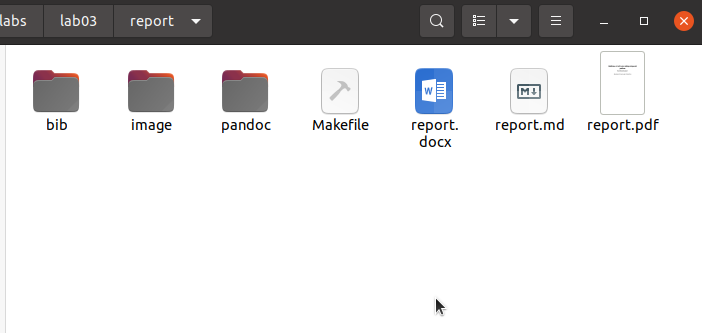 labs
lab03
report
bib
image
pandoc
Makefile
report.
docx
report.md
report.pdf
W
M